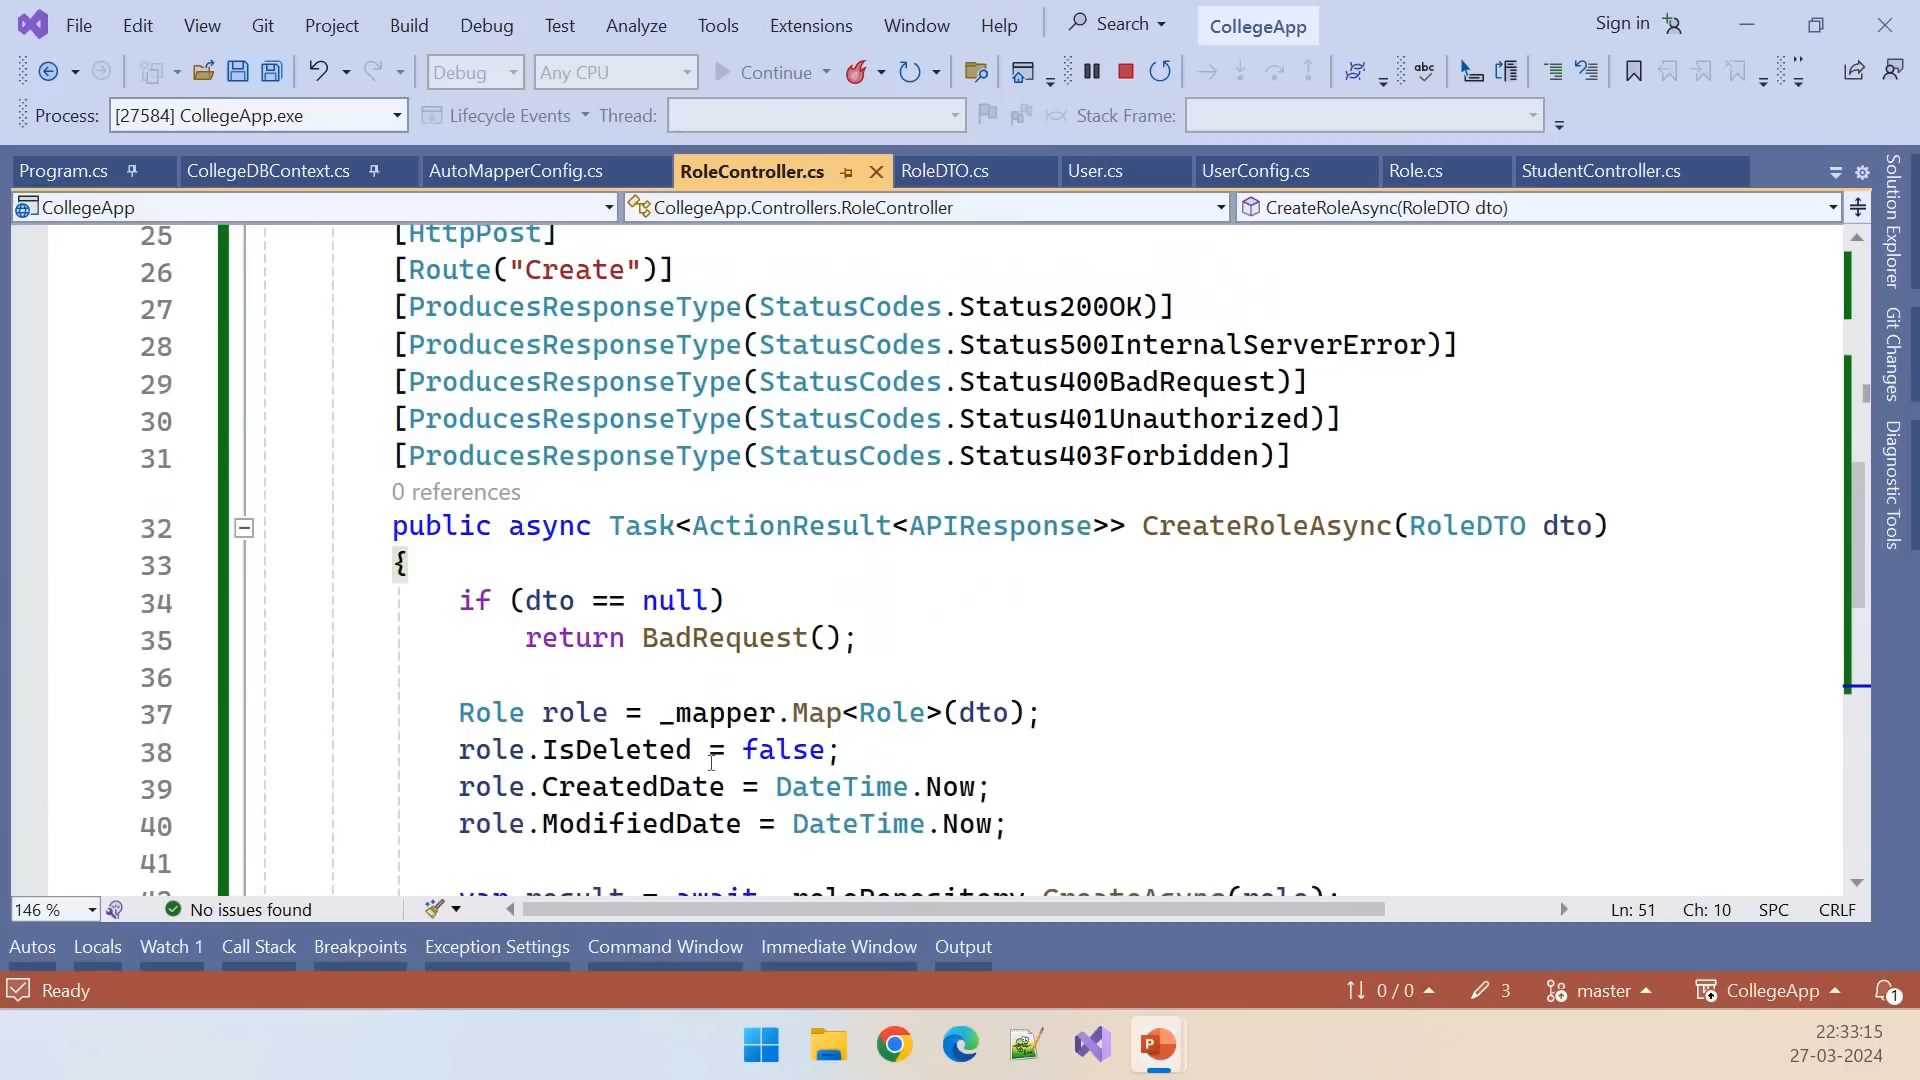 File Edit View Git Project Build Debug Test Analyze Tools Extensions Window Help Search CollegeApp Sign in
Debug Any CPU Continue
Process: [27584] CollegeApp.exe Lifecycle Events Thread: Stack Frame:
Program.cs CollegeDBContext.cs AutoMapperConfig.cs RoleController.cs RoleDTO.cs User.cs UserConfig.cs Role.cs StudentController.cs
CollegeApp CollegeApp.Controllers.RoleController CreateRoleAsync(RoleDTO dto)
25 [HttpPost]
26 [Route("Create")]
27 [ProducesResponseType(StatusCodes.Status200OK)]
28 [ProducesResponseType(StatusCodes.Status500InternalServerError)]
29 [ProducesResponseType(StatusCodes.Status400BadRequest)]
30 [ProducesResponseType(StatusCodes.Status401Unauthorized)]
31 [ProducesResponseType(StatusCodes.Status403Forbidden)]
0 references
32 public async Task<ActionResult<APIResponse>> CreateRoleAsync(RoleDTO dto)
33 {
34 if (dto == null)
35 return BadRequest();
36
37 Role role = _mapper.Map<Role>(dto);
38 role.IsDeleted = false;
39 role.CreatedDate = DateTime.Now;
40 role.ModifiedDate = DateTime.Now;
41
var result = await _roleRepository.CreateAsync(role);
146 % No issues found Ln: 51 Ch: 10 SPC CRLF
Autos Locals Watch 1 Call Stack Breakpoints Exception Settings Command Window Immediate Window Output
Ready 0 / 0 3 master CollegeApp 1
Solution Explorer
Git Changes
Diagnostic Tools
22:33:15
27-03-2024